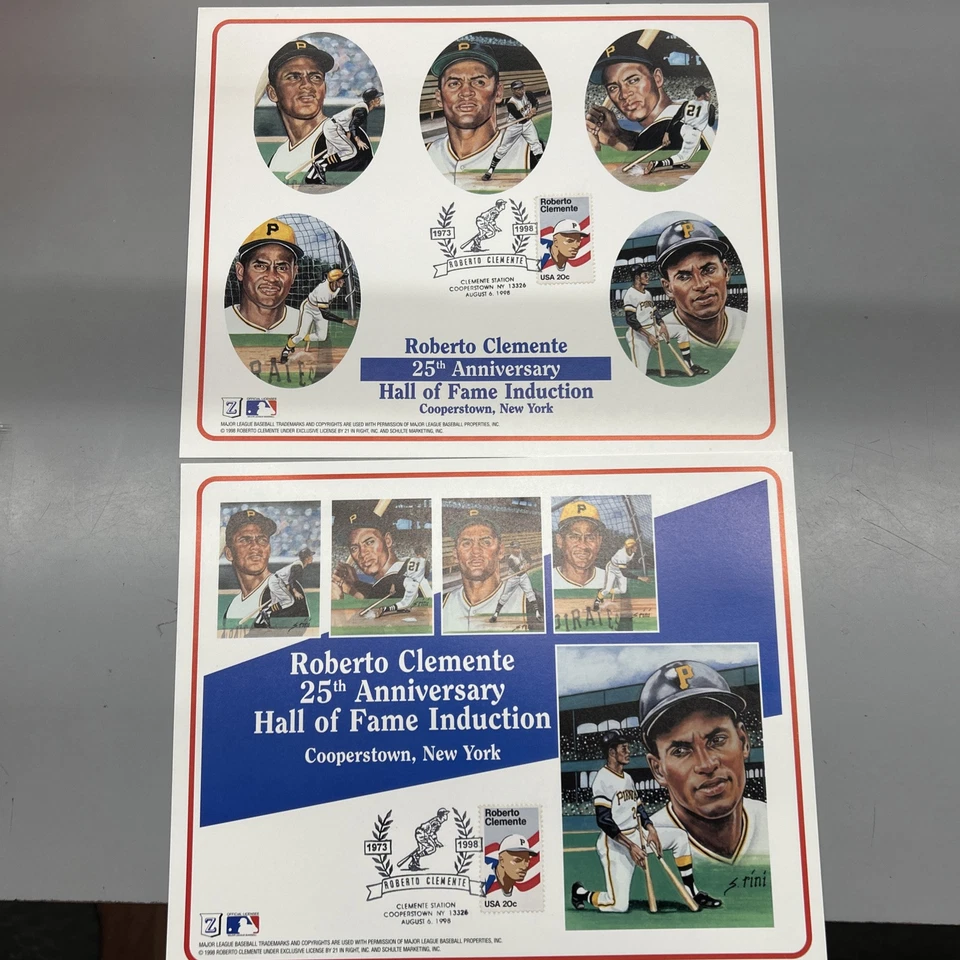 P
P
P
21
Roberto
Clemente
1973
1998
P
ROBERTO CLEMENTE
USA 20c
P
P
CLEMENTE STATION
COOPERSTOWN NY 13326
AUGUST 6, 1998
Roberto Clemente
25th Anniversary
Hall of Fame Induction
Cooperstown, New York
Z
OFFICIAL LICENSEE
MAJOR LEAGUE BASEBALL TRADEMARKS AND COPYRIGHTS ARE USED WITH PERMISSION OF MAJOR LEAGUE BASEBALL PROPERTIES, INC.
© 1998 ROBERTO CLEMENTE UNDER EXCLUSIVE LICENSE BY 21 IN RIGHT, INC. AND SCHULTE MARKETING, INC.
P
P
P
P
21
PIRATES
Roberto Clemente
25th Anniversary
Hall of Fame Induction
Cooperstown, New York
P
s. rini
Roberto
Clemente
1973
1998
P
ROBERTO CLEMENTE
USA 20c
CLEMENTE STATION
COOPERSTOWN NY 13326
AUGUST 6, 1998
Z
OFFICIAL LICENSEE
MAJOR LEAGUE BASEBALL TRADEMARKS AND COPYRIGHTS ARE USED WITH PERMISSION OF MAJOR LEAGUE BASEBALL PROPERTIES, INC.
© 1998 ROBERTO CLEMENTE UNDER EXCLUSIVE LICENSE BY 21 IN RIGHT, INC. AND SCHULTE MARKETING, INC.